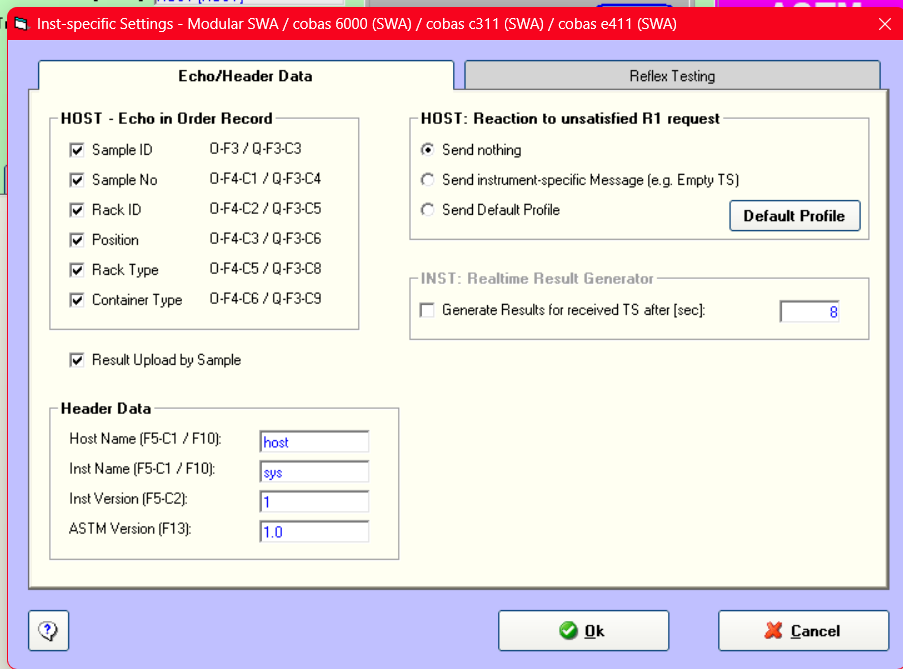 Inst-specific Settings - Modular SWA / cobas 6000 (SWA) / cobas c311 (SWA) / cobas e411 (SWA)
Echo/Header Data
Reflex Testing
HOST - Echo in Order Record
Sample ID O-F3 / Q-F3-C3
Sample No O-F4-C1 / Q-F3-C4
Rack ID O-F4-C2 / Q-F3-C5
Position O-F4-C3 / Q-F3-C6
Rack Type O-F4-C5 / Q-F3-C8
Container Type O-F4-C6 / Q-F3-C9
Result Upload by Sample
Header Data
Host Name (F5-C1 / F10): host
Inst Name (F5-C1 / F10): sys
Inst Version (F5-C2): 1
ASTM Version (F13): 1.0
HOST: Reaction to unsatisfied R1 request
Send nothing
Send instrument-specific Message (e.g. Empty TS)
Send Default Profile
Default Profile
INST: Realtime Result Generator
Generate Results for received TS after [sec]: 8
Ok
Cancel